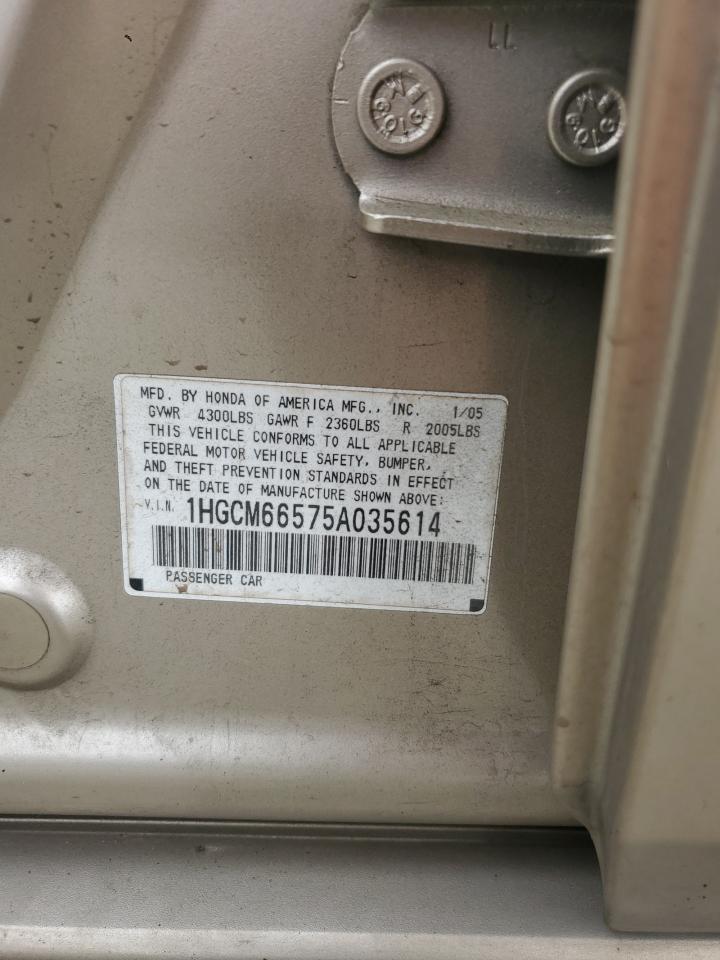 MFD. BY HONDA OF AMERICA MFG., INC. 1/05
GVWR 4300LBS GAWR F 2360LBS R 2005LBS
THIS VEHICLE CONFORMS TO ALL APPLICABLE
FEDERAL MOTOR VEHICLE SAFETY, BUMPER,
AND THEFT PREVENTION STANDARDS IN EFFECT
ON THE DATE OF MANUFACTURE SHOWN ABOVE:
V.I.N. 1HGCM66575A035614
PASSENGER CAR